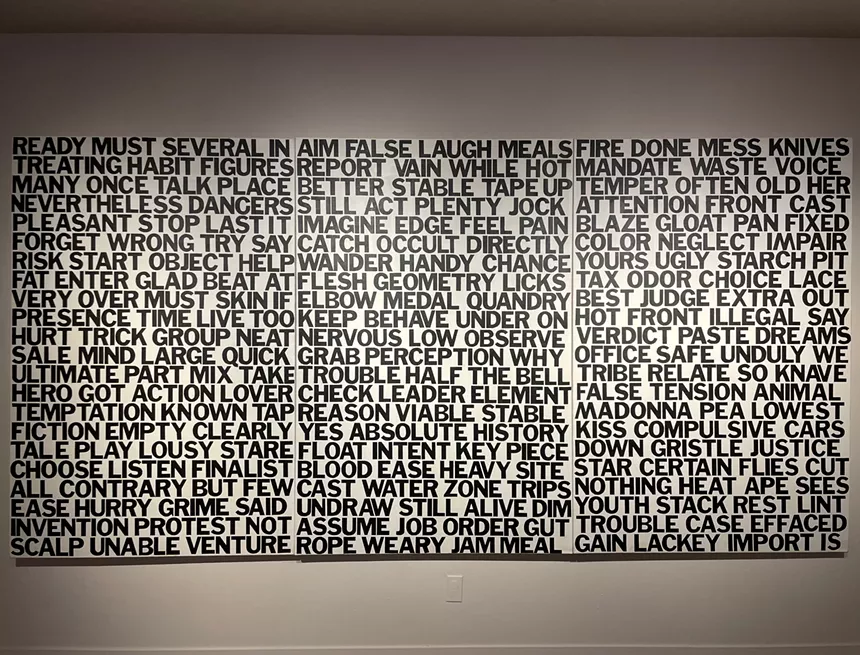 READY MUST SEVERAL IN
TREATING HABIT FIGURES
MANY ONCE TALK PLACE
NEVERTHELESS DANGERS
PLEASANT STOP LAST IT
FORGET WRONG TRY SAY
RISK START OBJECT HELP
FAT ENTER GLAD BEAT AT
VERY OVER MUST SKIN IF
PRESENCE TIME LIVE TOO
HURT TRICK GROUP NEAT
SALE MIND LARGE QUICK
ULTIMATE PART MIX TAKE
HERO GOT ACTION LOVER
TEMPTATION KNOWN TAP
FICTION EMPTY CLEARLY
TALE PLAY LOUSY STARE
CHOOSE LISTEN FINALIST
ALL CONTRARY BUT FEW
EASE HURRY GRIME SAID
INVENTION PROTEST NOT
SCALP UNABLE VENTURE
AIM FALSE LAUGH MEALS
REPORT VAIN WHILE HOT
BETTER STABLE TAPE UP
STILL ACT PLENTY JOCK
IMAGINE EDGE FEEL PAIN
CATCH OCCULT DIRECTLY
WANDER HANDY CHANCE
FLESH GEOMETRY LICKS
ELBOW MEDAL QUANDRY
KEEP BEHAVE UNDER ON
NERVOUS LOW OBSERVE
GRAB PERCEPTION WHY
TROUBLE HALF THE BELL
CHECK LEADER ELEMENT
REASON VIABLE STABLE
YES ABSOLUTE HISTORY
FLOAT INTENT KEY PIECE
BLOOD EASE HEAVY SITE
CAST WATER ZONE TRIPS
UNDRAW STILL ALIVE DIM
ASSUME JOB ORDER GUT
ROPE WEARY JAM MEAL
FIRE DONE MESS KNIVES
MANDATE WASTE VOICE
TEMPER OFTEN OLD HER
ATTENTION FRONT CAST
BLAZE GLOAT PAN FIXED
COLOR NEGLECT IMPAIR
YOURS UGLY STARCH PIT
TAX ODOR CHOICE LACE
BEST JUDGE EXTRA OUT
HOT FRONT ILLEGAL SAY
VERDICT PASTE DREAMS
OFFICE SAFE UNDULY WE
TRIBE RELATE SO KNAVE
FALSE TENSION ANIMAL
MADONNA PEA LOWEST
KISS COMPULSIVE CARS
DOWN GRISTLE JUSTICE
STAR CERTAIN FLIES CUT
NOTHING HEAT APE SEES
YOUTH STACK REST LINT
TROUBLE CASE EFFACED
GAIN LACKEY IMPORT IS